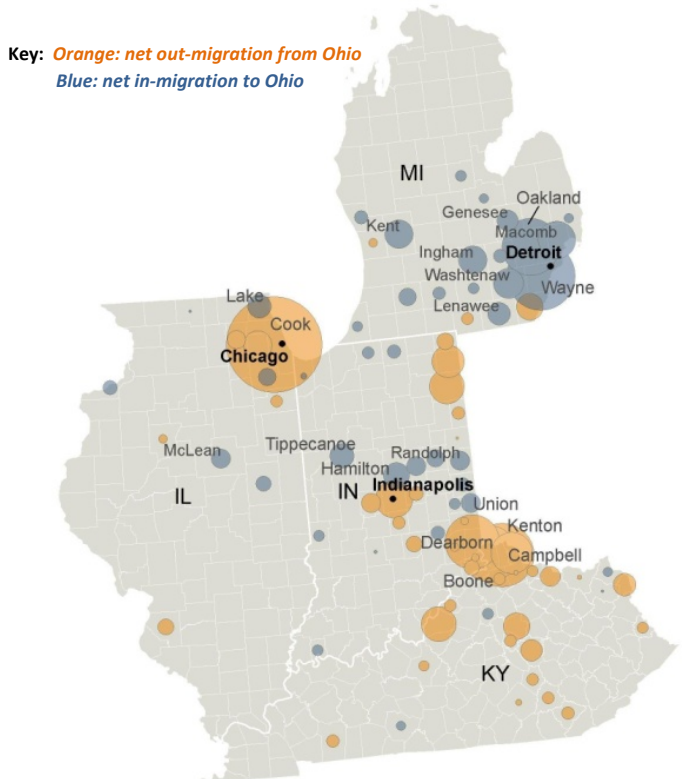 Key: Orange: net out-migration from Ohio
Blue: net in-migration to Ohio
MI
Oakland
Genesee
Kent
Macomb
Ingham
Detroit
Washtenaw
Wayne
Lake
Lenawee
Cook
Chicago
Tippecanoe
McLean
Randolph
Hamilton
Indianapolis
IL
IN
Union
Kenton
Dearborn
Campbell
Boone
KY